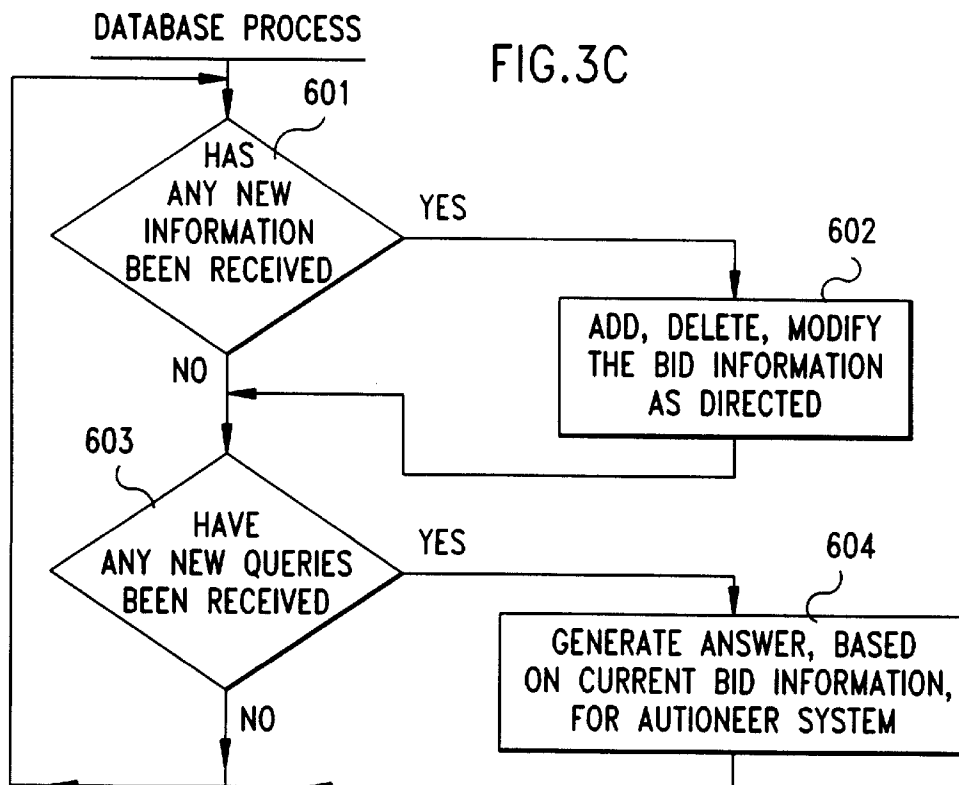 DATABASE PROCESS
FIG.3C
601
HAS
ANY NEW
INFORMATION
BEEN RECEIVED
YES
602
ADD, DELETE, MODIFY
THE BID INFORMATION
AS DIRECTED
NO
603
HAVE
ANY NEW QUERIES
BEEN RECEIVED
YES
604
GENERATE ANSWER, BASED
ON CURRENT BID INFORMATION,
FOR AUTIONEER SYSTEM
NO